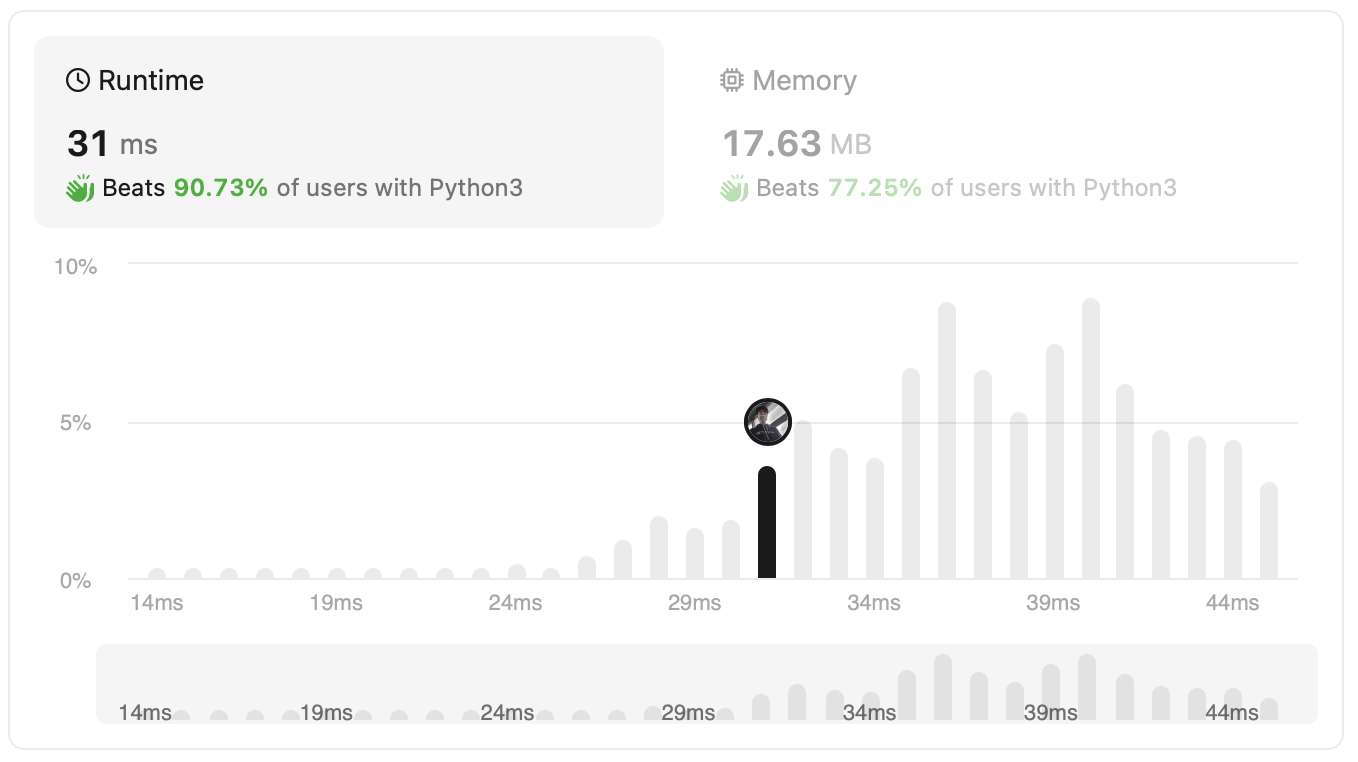 Runtime
31 ms
Beats 90.73% of users with Python3
Memory
17.63 MB
Beats 77.25% of users with Python3
10%
5%
0%
14ms 19ms 24ms 29ms 34ms 39ms 44ms
14ms 19ms 24ms 29ms 34ms 39ms 44ms